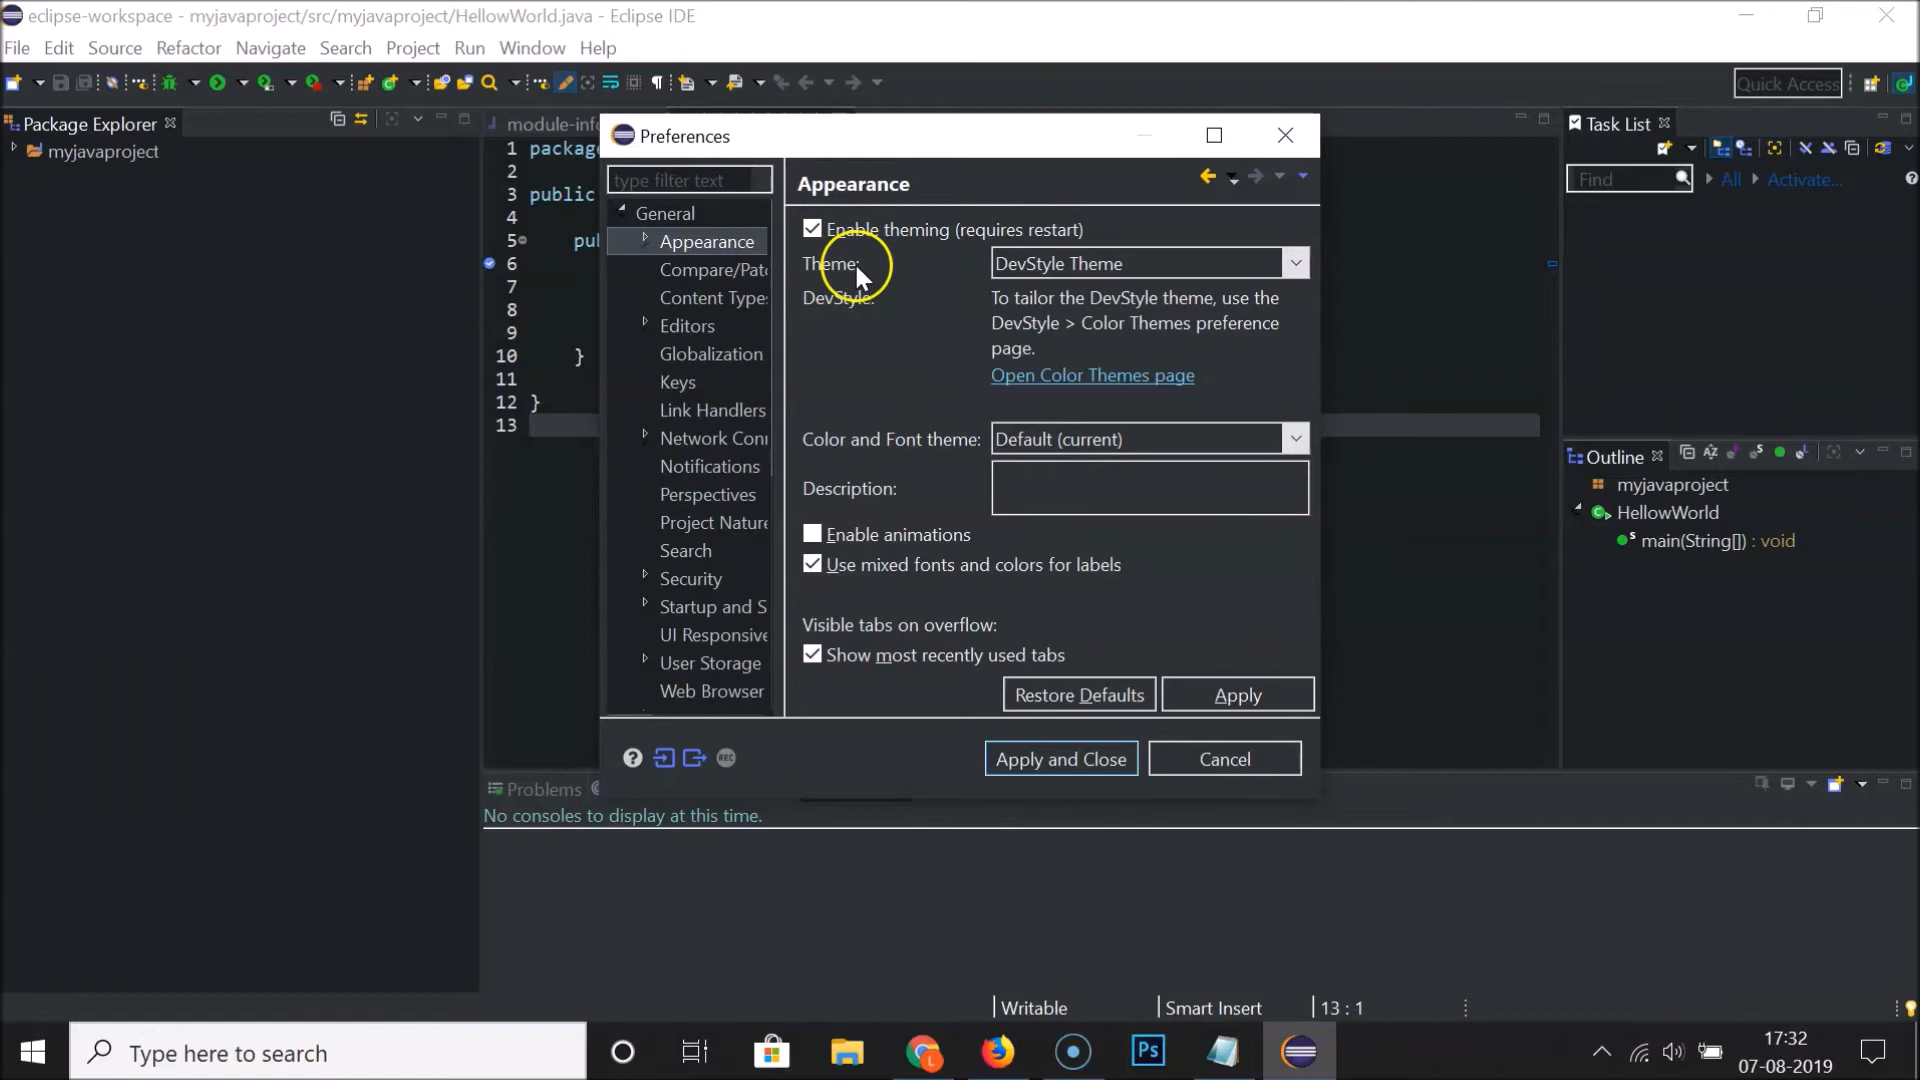 eclipse-workspace - myjavaproject/src/myjavaproject/HellowWorld.java - Eclipse IDE
File Edit Source Refactor Navigate Search Project Run Window Help
Quick Access
Package Explorer
myjavaproject
module-inf
1 package
2
3 public
4
5 pub
6
7
8
9
10 }
11
12 }
13
Preferences
type filter text
General
Appearance
Compare/Patc
Content Types
Editors
Globalization
Keys
Link Handlers
Network Conn
Notifications
Perspectives
Project Nature
Search
Security
Startup and S
UI Responsive
User Storage
Web Browser
Appearance
Enable theming (requires restart)
Theme: DevStyle Theme
DevStyle: To tailor the DevStyle theme, use the
DevStyle > Color Themes preference
page.
Open Color Themes page
Color and Font theme: Default (current)
Description:
Enable animations
Use mixed fonts and colors for labels
Visible tabs on overflow:
Show most recently used tabs
Restore Defaults Apply
REC
Apply and Close Cancel
Task List
Find All Activate...
Outline
myjavaproject
HellowWorld
main(String[]) : void
Problems
No consoles to display at this time.
Writable Smart Insert 13 : 1
Type here to search
Ps
17:32
07-08-2019